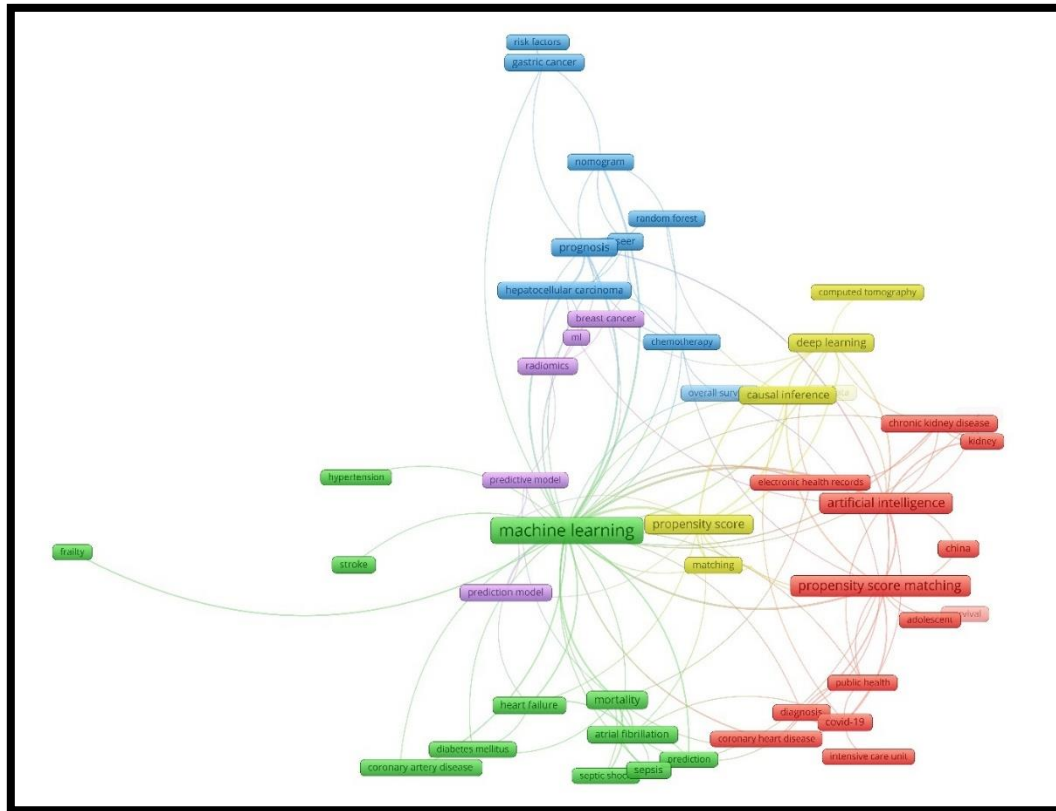 risk factors
gastric cancer
nomogram
random forest
seer
prognosis
hepatocellular carcinoma
computed tomography
breast cancer
ml
chemotherapy
deep learning
radiomics
overall surv
causal inference
chronic kidney disease
kidney
hypertension
predictive model
electronic health records
artificial intelligence
machine learning
propensity score
frailty
china
stroke
matching
prediction model
propensity score matching
adolescent
vival
public health
heart failure
mortality
diagnosis
covid-19
atrial fibrillation
coronary heart disease
diabetes mellitus
prediction
intensive care unit
coronary artery disease
septic shock
sepsis